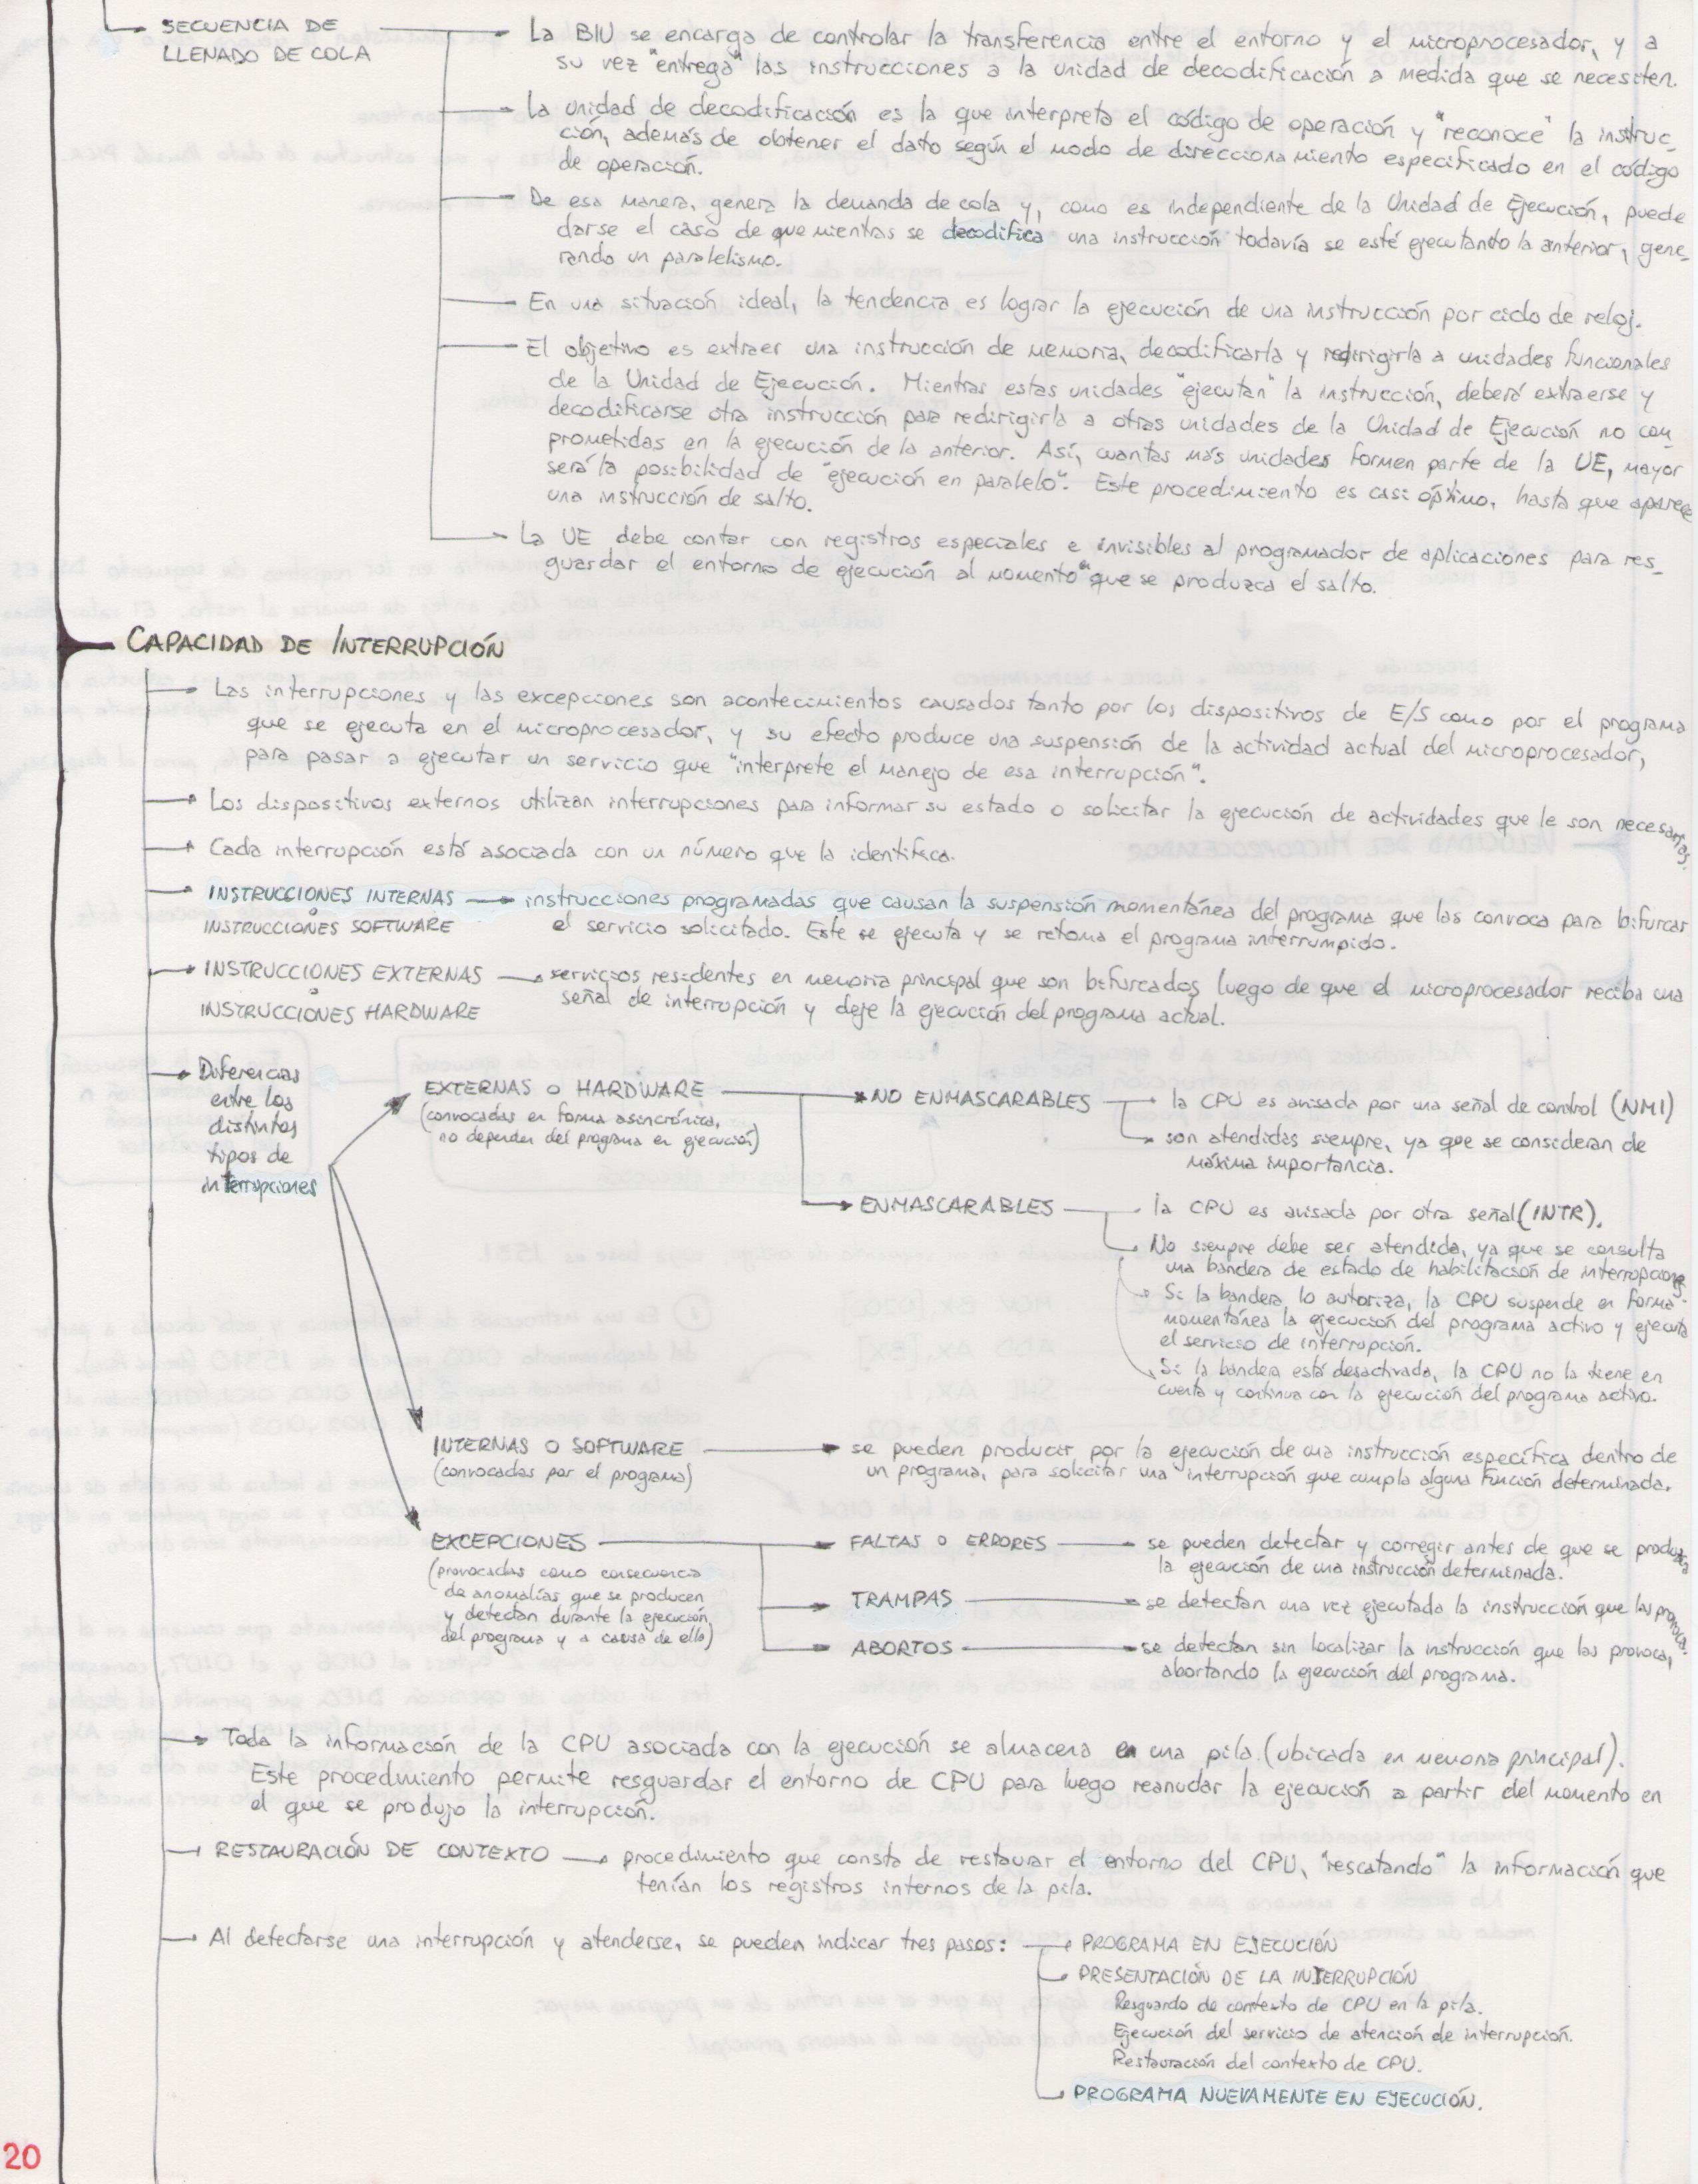 SECUENCIA DE
LLENADO DE COLA
La BIU se encarga de controlar la transferencia entre el entorno y el microprocesador, y a
su vez "entrega" las instrucciones a la unidad de decodificación a medida que se necesiten.
La unidad de decodificación es la que interpreta el código de operación y "reconoce" la instruc_
ción, además de obtener el dato según el modo de direccionamiento especificado en el código
de operación.
De esa manera, genera la demanda de cola y, como es independiente de la Unidad de Ejecución, puede
darse el caso de que mientras se decodifica una instrucción todavía se esté ejecutando la anterior, gene_
rando un paralelismo.
En una situación ideal, la tendencia es lograr la ejecución de una instrucción por ciclo de reloj.
El objetivo es extraer una instrucción de memoria, decodificarla y redirigirla a unidades funcionales
de la Unidad de Ejecución. Mientras estas unidades "ejecutan" la instrucción, deberá extraerse y
decodificarse otra instrucción para redirigirla a otras unidades de la Unidad de Ejecución no com_
prometidas en la ejecución de la anterior. Así, cuantas más unidades formen parte de la UE, mayor
será la posibilidad de "ejecución en paralelo". Este procedimiento es casi óptimo, hasta que aparece
una instrucción de salto.
La UE debe contar con registros especiales e invisibles al programador de aplicaciones para res_
guardar el entorno de ejecución al momento "que se produzca el salto.
CAPACIDAD DE INTERRUPCIÓN
Las interrupciones y las excepciones son acontecimientos causados tanto por los dispositivos de E/S como por el programa
que se ejecuta en el microprocesador, y su efecto produce una suspensión de la actividad actual del microprocesador,
para pasar a ejecutar un servicio que "interprete el manejo de esa interrupción".
Los dispositivos externos utilizan interrupciones para informar su estado o solicitar la ejecución de actividades que le son necesarias.
Cada interrupción está asociada con un número que la identifica.
INSTRUCCIONES INTERNAS → instrucciones programadas que causan la suspensión momentánea del programa que las convoca para bifurcar
o
INSTRUCCIONES SOFTWARE el servicio solicitado. Este se ejecuta y se retoma el programa interrumpido.
INSTRUCCIONES EXTERNAS → servicios residentes en memoria principal que son bifurcados luego de que el microprocesador reciba una
o
señal de interrupción y deje la ejecución del programa actual.
INSTRUCCIONES HARDWARE
Diferencias
entre los
distintos
tipos de
interrupciones
EXTERNAS O HARDWARE
(convocadas en forma asincrónica,
no dependen del programa en ejecución)
NO ENMASCARABLES
la CPU es avisada por una señal de control (NMI)
son atendidas siempre, ya que se consideran de
máxima importancia.
ENMASCARABLES
la CPU es avisada por otra señal (INTR).
No siempre debe ser atendida, ya que se consulta
una bandera de estado de habilitación de interrupciones.
Si la bandera lo autoriza, la CPU suspende en forma
momentánea la ejecución del programa activo y ejecuta
el servicio de interrupción.
Si la bandera está desactivada, la CPU no la tiene en
cuenta y continua con la ejecución del programa activo.
INTERNAS O SOFTWARE
(convocadas por el programa)
se pueden producir por la ejecución de una instrucción específica dentro de
un programa, para solicitar una interrupción que cumpla alguna función determinada.
EXCEPCIONES
(provocadas como consecuencia
de anomalías que se producen
y detectan durante la ejecución
del programa y a causa de ello)
FALTAS O ERRORES
se pueden detectar y corregir antes de que se produzca
la ejecución de una instrucción determinada.
TRAMPAS
se detectan una vez ejecutada la instrucción que las provoca.
ABORTOS
se detectan sin localizar la instrucción que las provoca,
abortando la ejecución del programa.
Toda la información de la CPU asociada con la ejecución se almacena en una pila (ubicada en memoria principal).
Este procedimiento permite resguardar el entorno de CPU para luego reanudar la ejecución a partir del momento en
el que se produjo la interrupción.
RESTAURACIÓN DE CONTEXTO → procedimiento que consta de restaurar el entorno del CPU, "rescatando" la información que
tenían los registros internos de la pila.
Al detectarse una interrupción y atenderse, se pueden indicar tres pasos:
PROGRAMA EN EJECUCIÓN
PRESENTACIÓN DE LA INTERRUPCIÓN
Resguardo de contexto de CPU en la pila.
Ejecución del servicio de atención de interrupción.
Restauración del contexto de CPU.
PROGRAMA NUEVAMENTE EN EJECUCIÓN.
20